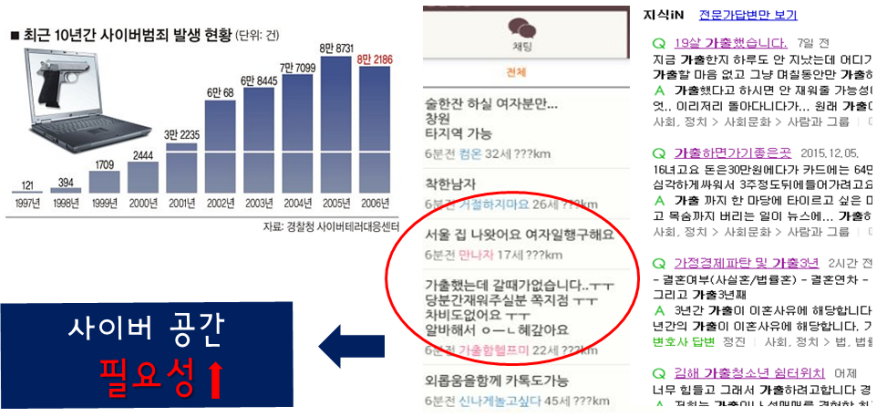 ■ 최근 10년간 사이버범죄 발생 현황 (단위: 건)
121
394
1709
2444
3만 2235
6만 68
6만 8445
7만 7099
8만 8731
8만 2186
1997년
1998년
1999년
2000년
2001년
2002년
2003년
2004년
2005년
2006년
자료: 경찰청 사이버테러대응센터
사이버 공간
필요성
채팅
전체
술한잔 하실 여자분만...
창원
타지역 가능
6분전 컴온 32세 ???km
착한남자
6분전 거절하지마요 26세 ???km
서울 집 나왔어요 여자일행구해요
6분전 만나자 17세 ???km
가출했는데 갈때가없습니다..ㅜㅜ
당분간재워주실분 쪽지점 ㅜㅜ
차비도없어요 ㅜㅜ
알바해서 ㅇㅡㄴ혜갚아요
6분전 가출함헬프미 22세 ???km
외롭움을함께 카톡도가능
6분전 신나게놀고싶다 45세 ???km
지식iN 전문가답변만 보기
Q 19살 가출했습니다. 7일 전
지금 가출한지 하루도 안 지났는데 어디가
가출할 마음 없고 그냥 며칠동안만 가출
A 가출했다고 하시면 안 재워줄 가능성
엇.. 이리저리 돌아다니다가... 원래 가출
사회, 정치 > 사회문화 > 사람과 그룹
Q 가출하면가기좋은곳 2015.12.05.
16녀고요 돈은30만원에다가 카드에는 64만
심각하게싸워서 3주정도뒤에들어가려고요
A 가출 까지 한 마당에 타이르고 싶은
고 목숨까지 버리는 일이 뉴스에... 가출
사회, 정치 > 사회문화 > 사람과 그룹
Q 가정경제파탄 및 가출3년 2시간 전
- 결혼여부(사실혼/법률혼) - 결혼연차 -
그리고 가출3년째
A 3년간 가출이 이혼사유에 해당합니다
년간의 가출이 이혼사유에 해당합니다.
변호사 답변 정진 사회, 정치 > 법,
Q 김해 가출청소년 쉼터위치 어제
너무 힘들고 그래서 가출하려고합니다 경